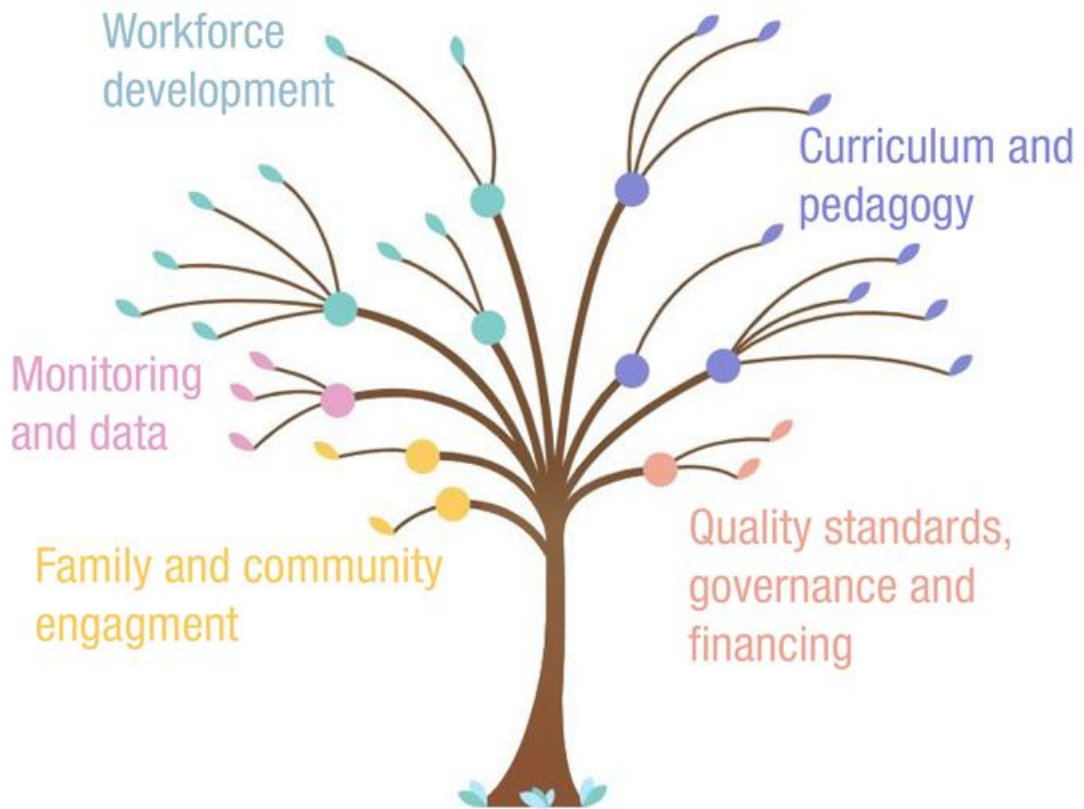 Workforce
development
Curriculum and
pedagogy
Monitoring
and data
Family and community
engagment
Quality standards,
governance and
financing